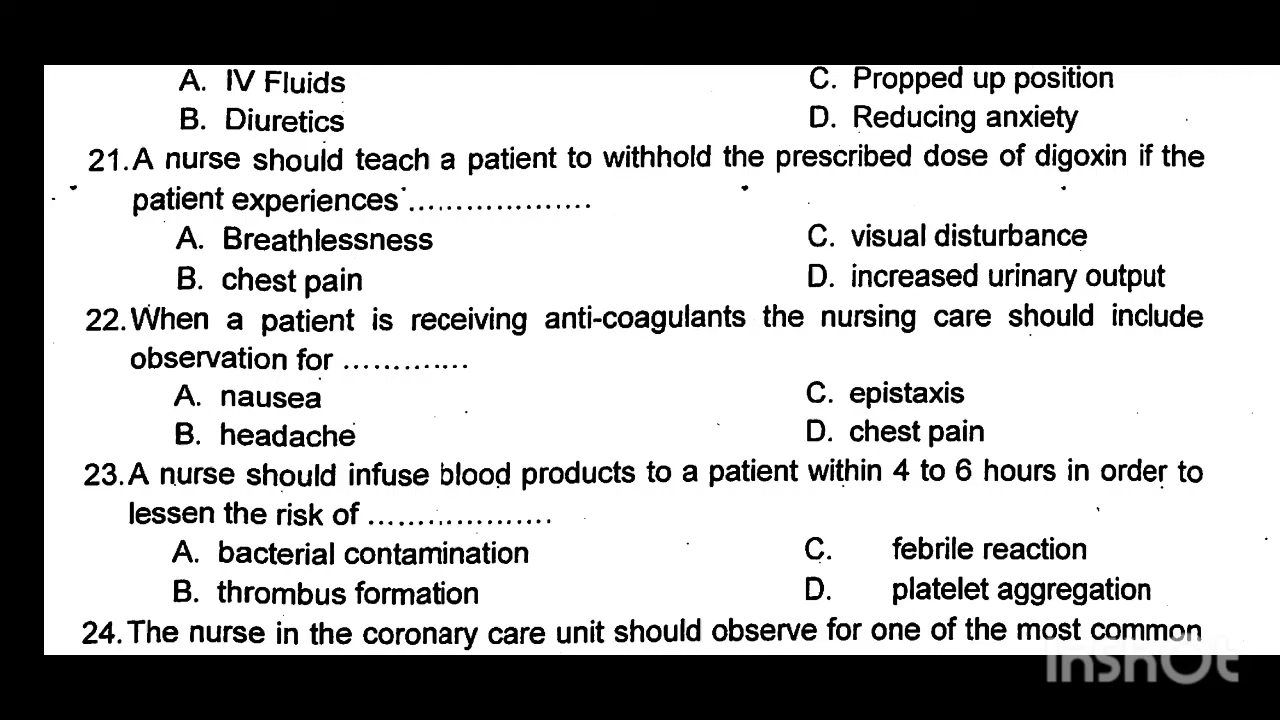 A. IV Fluids C. Propped up position
B. Diuretics D. Reducing anxiety
21. A nurse should teach a patient to withhold the prescribed dose of digoxin if the
patient experiences ...................
A. Breathlessness C. visual disturbance
B. chest pain D. increased urinary output
22. When a patient is receiving anti-coagulants the nursing care should include
observation for .............
A. nausea C. epistaxis
B. headache D. chest pain
23. A nurse should infuse blood products to a patient within 4 to 6 hours in order to
lessen the risk of ...................
A. bacterial contamination C. febrile reaction
B. thrombus formation D. platelet aggregation
24. The nurse in the coronary care unit should observe for one of the most common
InShOt